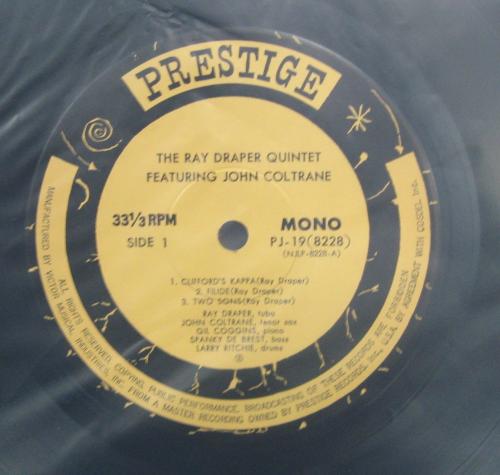 PRESTIGE
THE RAY DRAPER QUINTET
FEATURING JOHN COLTRANE
33⅓ RPM
SIDE 1
MONO
PJ-19(8228)
(NJLP-8228-A)
1. CLIFFORD'S KAPPA(Ray Draper)
2. FILIDE(Ray Draper)
3. TWO SONS(Ray Draper)
RAY DRAPER, tuba
JOHN COLTRANE, tenor sax
GIL COGGINS, piano
SPANKY DE BREST, bass
LARRY RITCHIE, drums
Ⓟ
MANUFACTURED BY VICTOR MUSICAL INDUSTRIES, INC. FROM A MASTER RECORDING OWNED BY PRESTIGE RECORDS, Inc., U.S.A. BY AGREEMENT WITH COSDEL Inc.
ALL RIGHTS RESERVED. COPYING, PUBLIC PERFORMANCE, BROADCASTING OF THESE RECORDS ARE FORBIDDEN